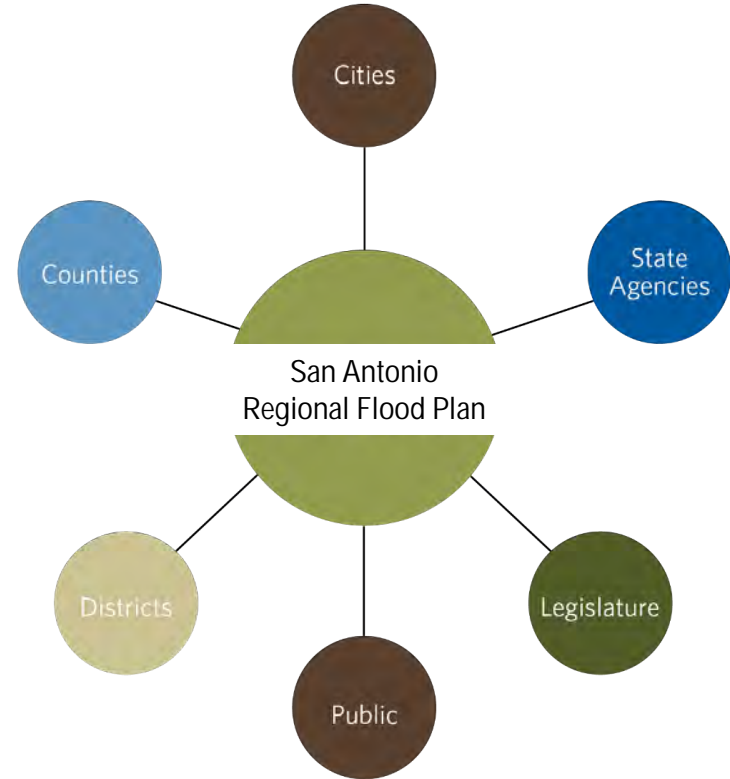 Cities
Counties
State
Agencies
San Antonio
Regional Flood Plan
Districts
Legislature
Public